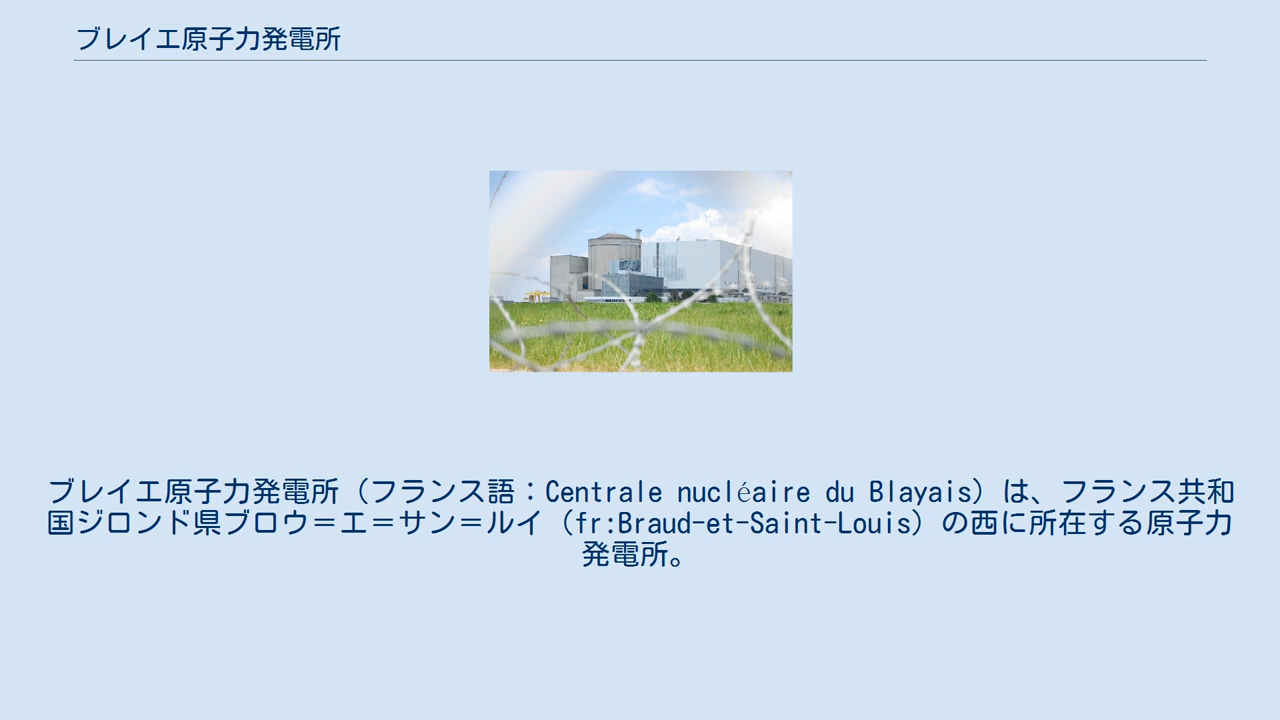 ブレイエ原子力発電所
ブレイエ原子力発電所（フランス語：Centrale nucléaire du Blayais）は、フランス共和
国ジロンド県ブロウ＝エ＝サン＝ルイ（fr:Braud-et-Saint-Louis）の西に所在する原子力
発電所。